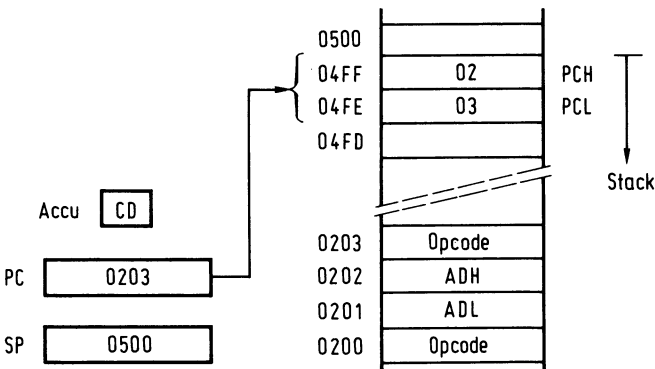 0500
04FF 02 PCH
04FE 03 PCL
04FD
Stack
Accu CD
0203 Opcode
PC 0203 0202 ADH
0201 ADL
SP 0500 0200 Opcode